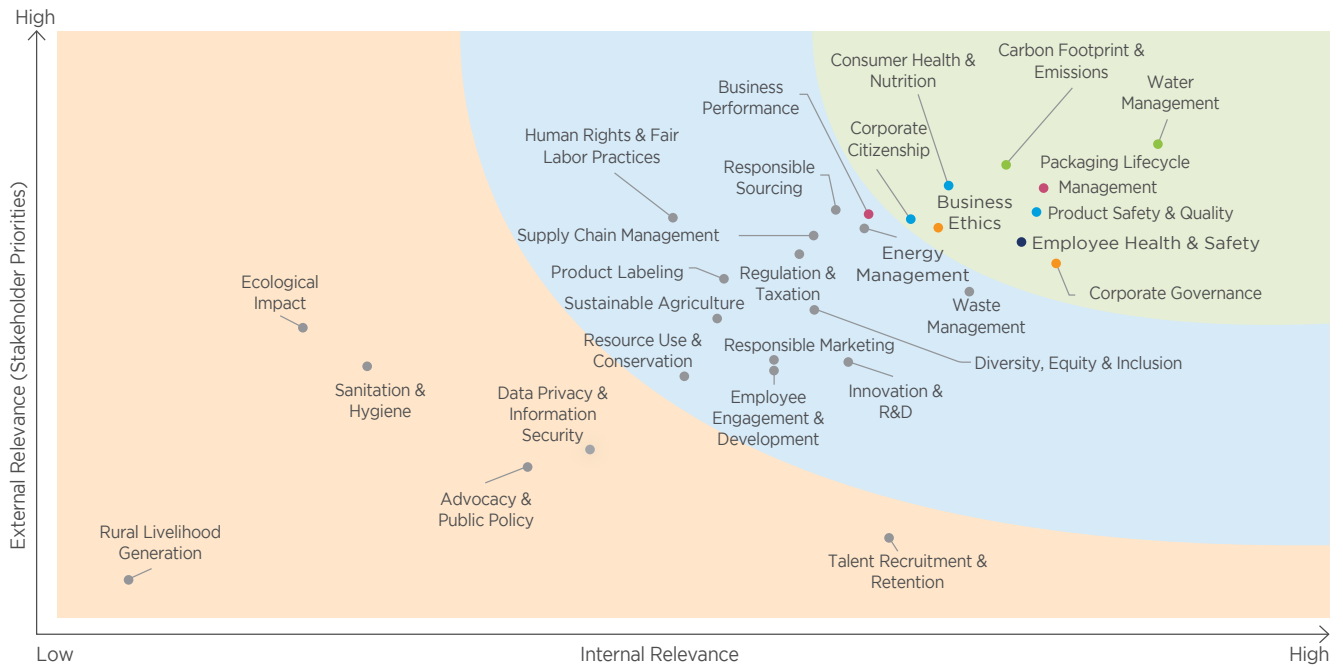 High
Carbon Footprint &
Emissions
Consumer Health &
Nutrition
Water
Management
Business
Performance
Corporate
Citizenship
Human Rights & Fair
Labor Practices
Responsible
Sourcing
Packaging Lifecycle
Management
Business
Ethics
Product Safety & Quality
Supply Chain Management
Employee Health & Safety
Energy
Management
Product Labeling
Regulation &
Taxation
Corporate Governance
Ecological
Impact
Sustainable Agriculture
Waste
Management
Resource Use &
Conservation
Responsible Marketing
Diversity, Equity & Inclusion
Sanitation &
Hygiene
Data Privacy &
Information
Security
Employee
Engagement &
Development
Innovation &
R&D
Advocacy &
Public Policy
Rural Livelihood
Generation
Talent Recruitment &
Retention
External Relevance (Stakeholder Priorities)
Low
Internal Relevance
High